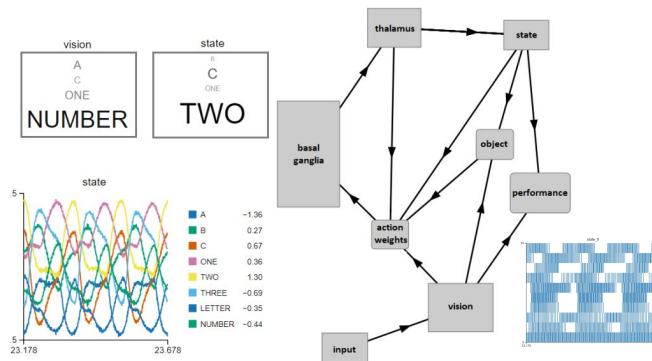 vision
A
C
ONE
NUMBER
state
B
C
ONE
TWO
state
5
5
23.178
23.678
A −1.36
B 0.27
C 0.67
ONE 0.36
TWO 1.30
THREE −0.69
LETTER −0.35
NUMBER −0.44
thalamus
state
basal
ganglia
object
performance
action
weights
vision
input